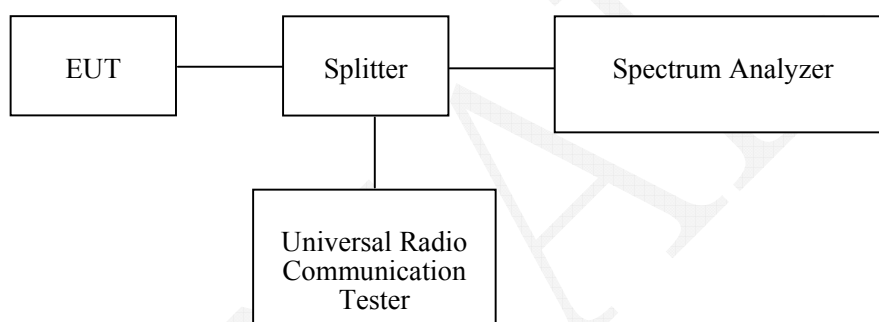 EUT
Splitter
Spectrum Analyzer
Universal Radio
Communication
Tester